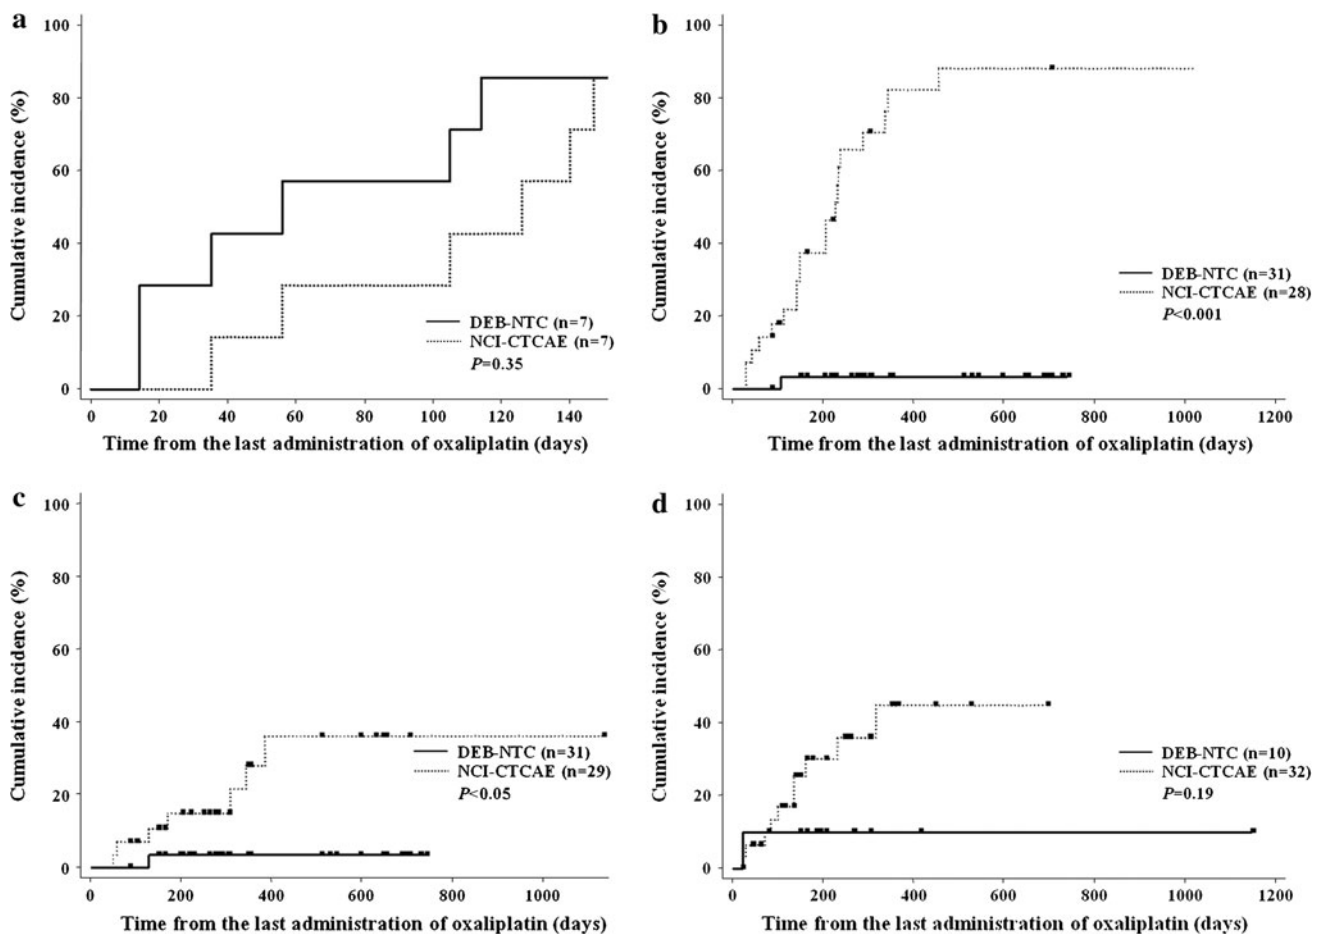 a
100
80
60
40
20
0
Cumulative incidence (%)
DEB-NTC (n=7)
NCI-CTCAE (n=7)
P=0.35
0 20 40 60 80 100 120 140
Time from the last administration of oxaliplatin (days)
b
100
80
60
40
20
0
Cumulative incidence (%)
DEB-NTC (n=31)
NCI-CTCAE (n=28)
P<0.001
0 200 400 600 800 1000 1200
Time from the last administration of oxaliplatin (days)
c
100
80
60
40
20
0
Cumulative incidence (%)
DEB-NTC (n=31)
NCI-CTCAE (n=29)
P<0.05
0 200 400 600 800 1000
Time from the last administration of oxaliplatin (days)
d
100
80
60
40
20
0
Cumulative incidence (%)
DEB-NTC (n=10)
NCI-CTCAE (n=32)
P=0.19
0 200 400 600 800 1000 1200
Time from the last administration of oxaliplatin (days)